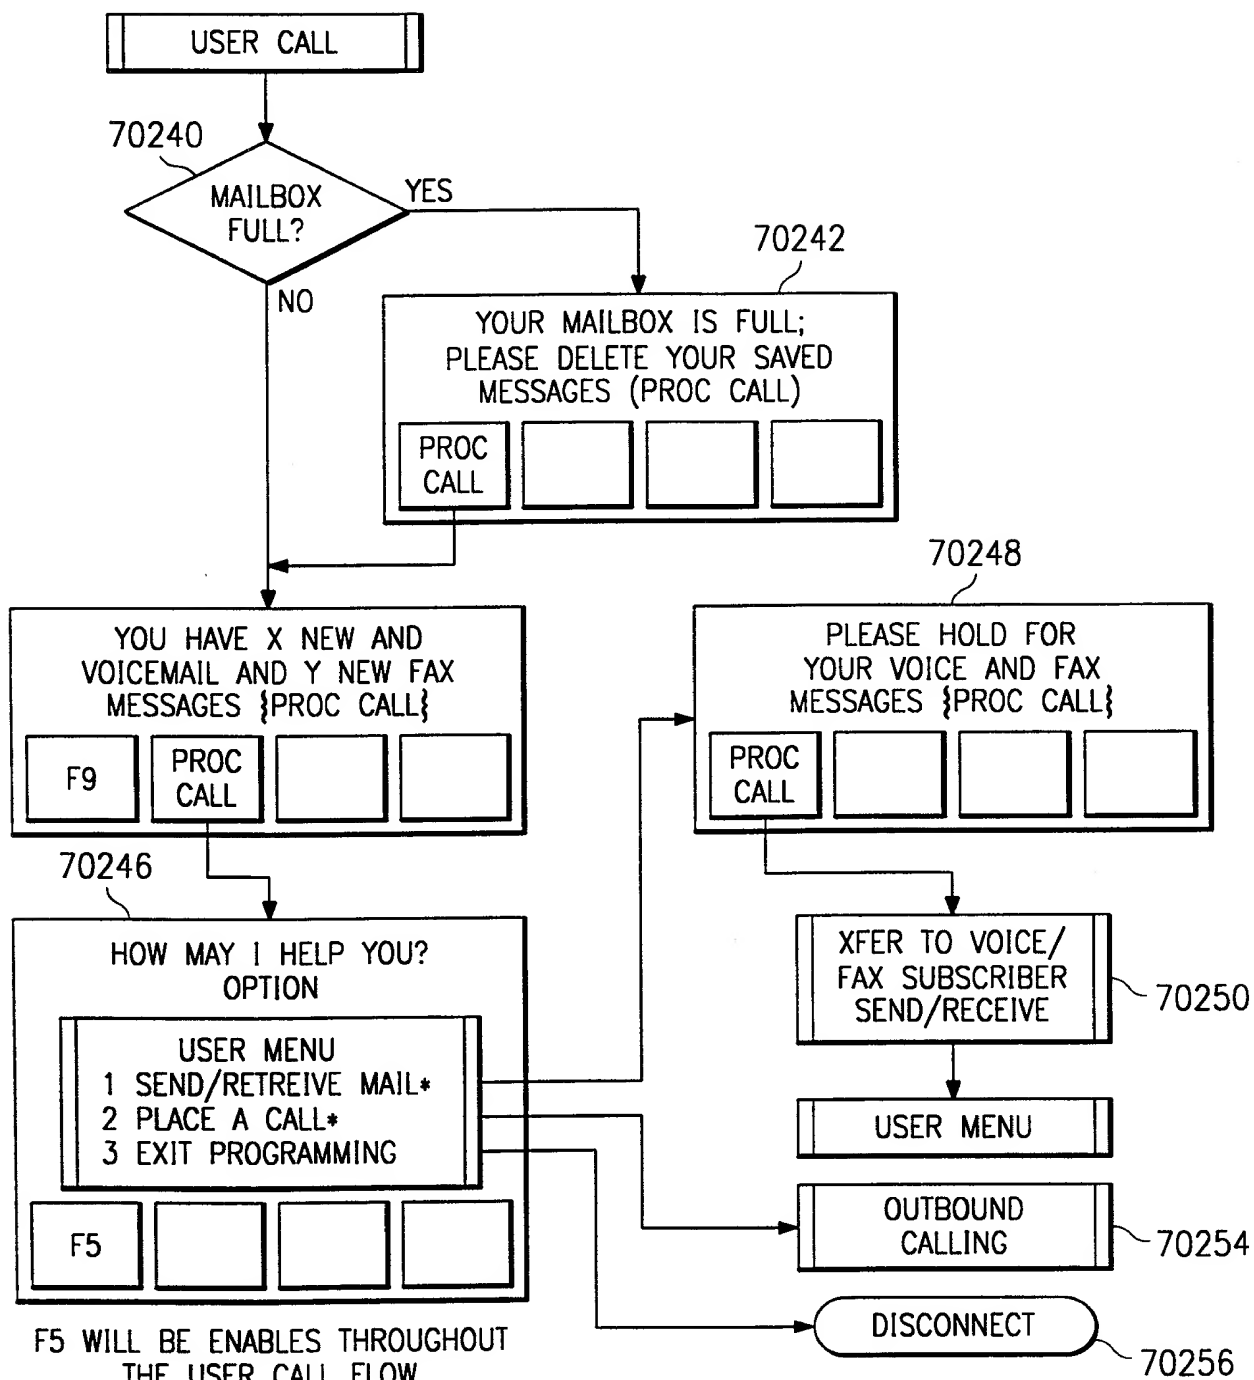 USER CALL
70240
MAILBOX
FULL?
YES
NO
70242
YOUR MAILBOX IS FULL;
PLEASE DELETE YOUR SAVED
MESSAGES (PROC CALL)
PROC
CALL
YOU HAVE X NEW AND
VOICEMAIL AND Y NEW FAX
MESSAGES {PROC CALL}
F9
PROC
CALL
70248
PLEASE HOLD FOR
YOUR VOICE AND FAX
MESSAGES {PROC CALL}
PROC
CALL
70246
HOW MAY I HELP YOU?
OPTION
USER MENU
1 SEND/RETREIVE MAIL*
2 PLACE A CALL*
3 EXIT PROGRAMMING
F5
XFER TO VOICE/
FAX SUBSCRIBER
SEND/RECEIVE
70250
USER MENU
OUTBOUND
CALLING
70254
DISCONNECT
70256
F5 WILL BE ENABLES THROUGHOUT
THE USER CALL FLOW